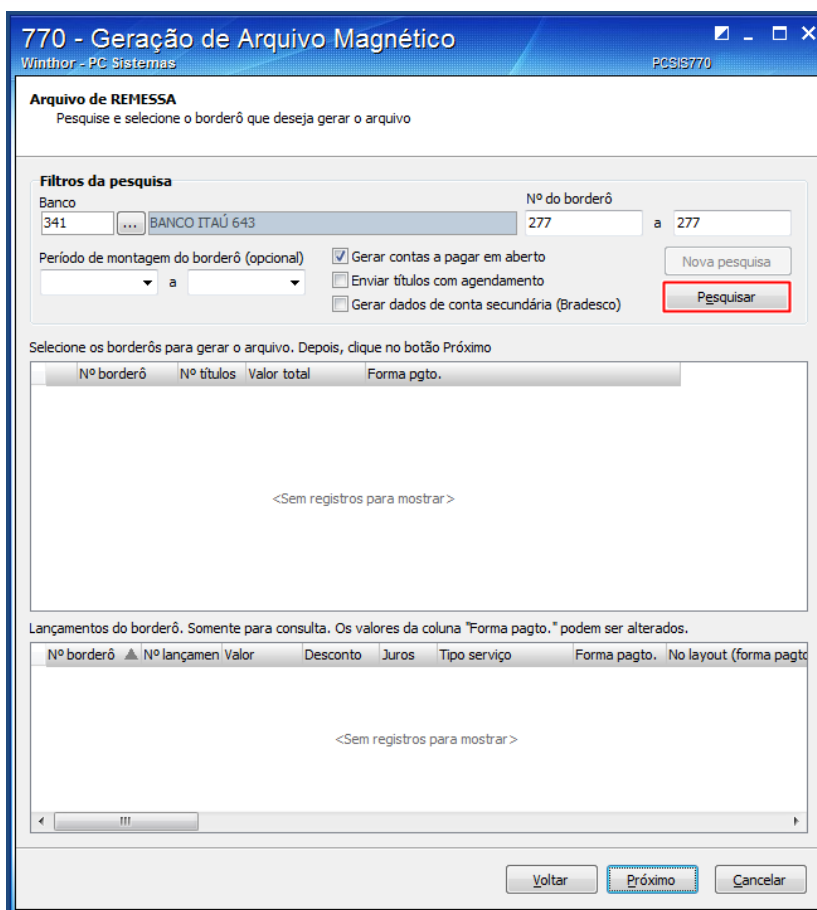 770 - Geração de Arquivo Magnético
Winthor - PC Sistemas PCSIS770
Arquivo de REMESSA
Pesquise e selecione o borderô que deseja gerar o arquivo
Filtros da pesquisa
Banco Nº do borderô
341 ... BANCO ITAÚ 643 277 a 277
Período de montagem do borderô (opcional) Gerar contas a pagar em aberto Nova pesquisa
a Enviar títulos com agendamento
Gerar dados de conta secundária (Bradesco) Pesquisar
Selecione os borderôs para gerar o arquivo. Depois, clique no botão Próximo
Nº borderô Nº títulos Valor total Forma pgto.
<Sem registros para mostrar>
Lançamentos do borderô. Somente para consulta. Os valores da coluna "Forma pagto." podem ser alterados.
Nº borderô Nº lançamen Valor Desconto Juros Tipo serviço Forma pagto. No layout (forma pagto
<Sem registros para mostrar>
Voltar Próximo Cancelar